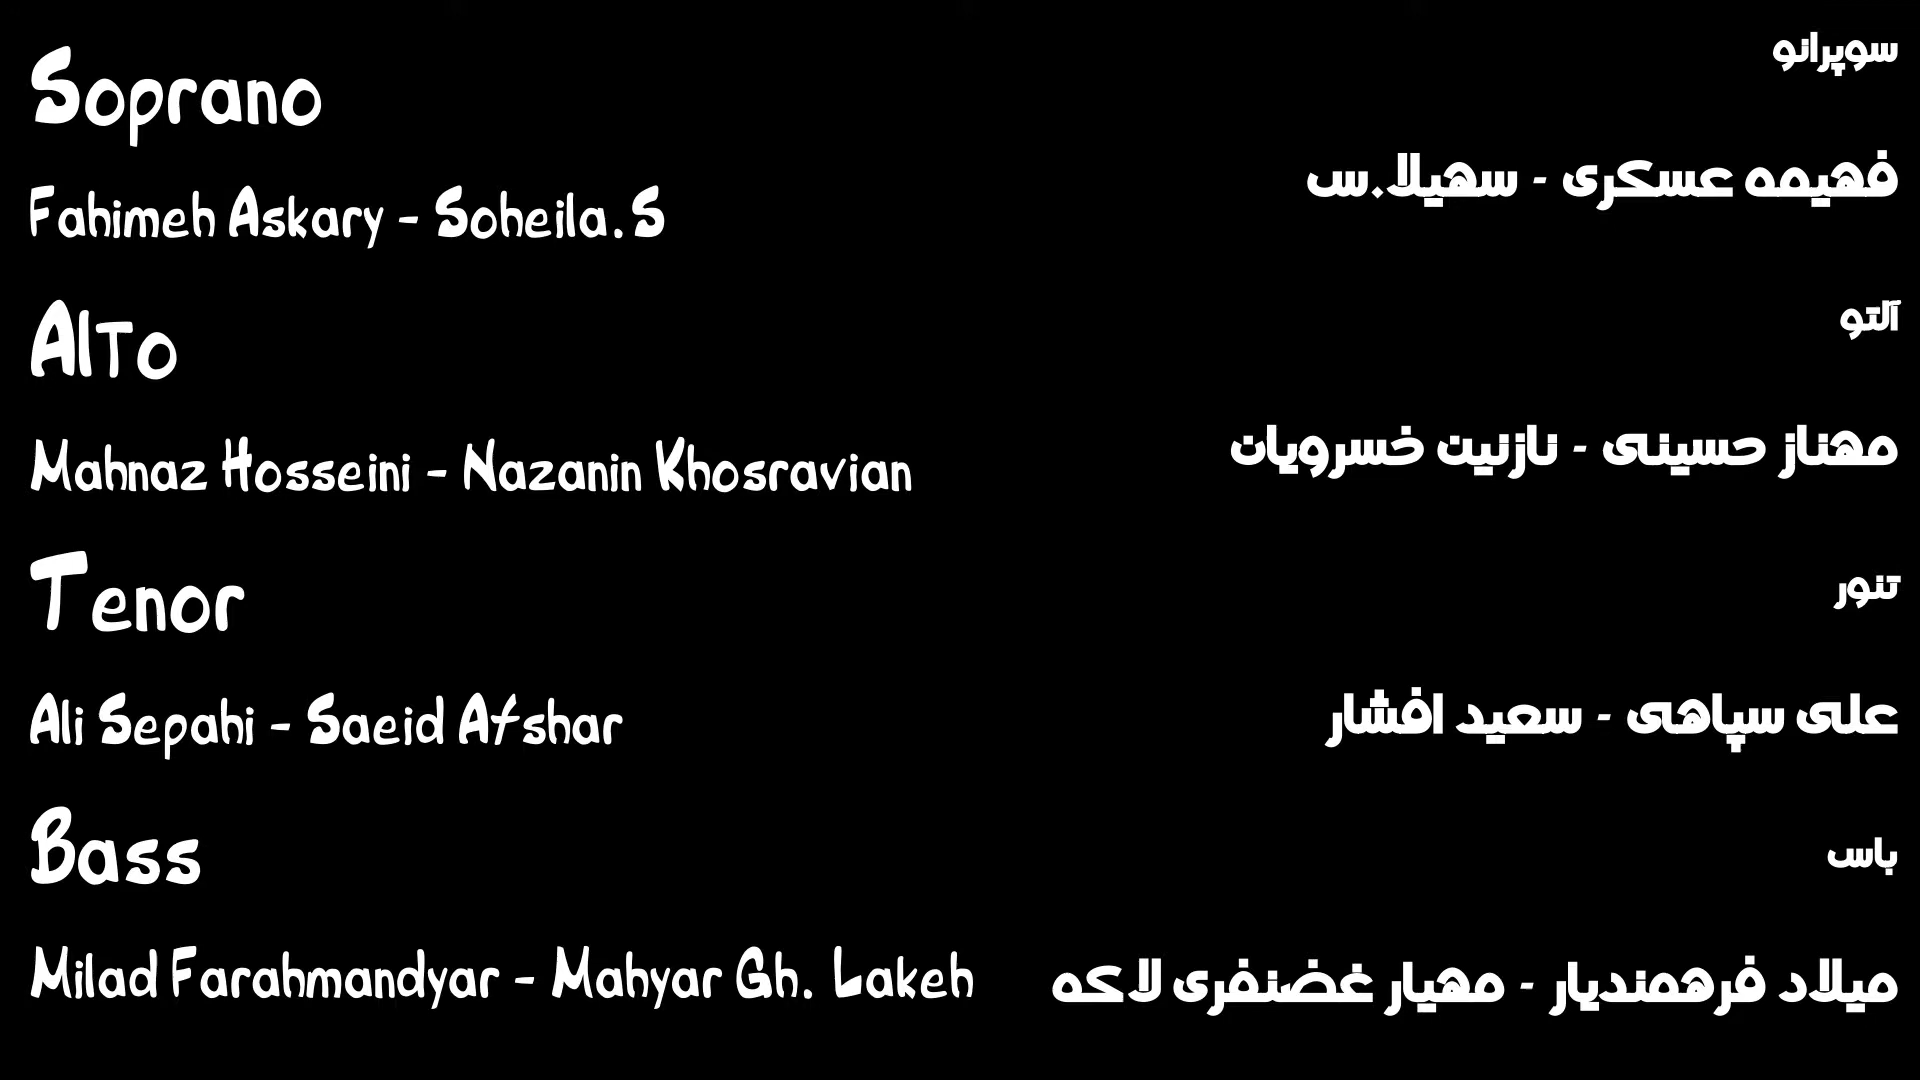 Soprano
سوپرانو
Fahimeh Askary - Soheila.S
فهیمه عسکری - سهیلا.س
Alto
آلتو
Mahnaz Hosseini - Nazanin Khosravian
مهناز حسینی - نازنین خسرویان
Tenor
تنور
Ali Sepahi - Saeid Afshar
علی سپاهی - سعید افشار
Bass
باس
Milad Farahmandyar - Mahyar Gh. Lakeh
میلاد فرهمندیار - مهیار غضنفری لاکه